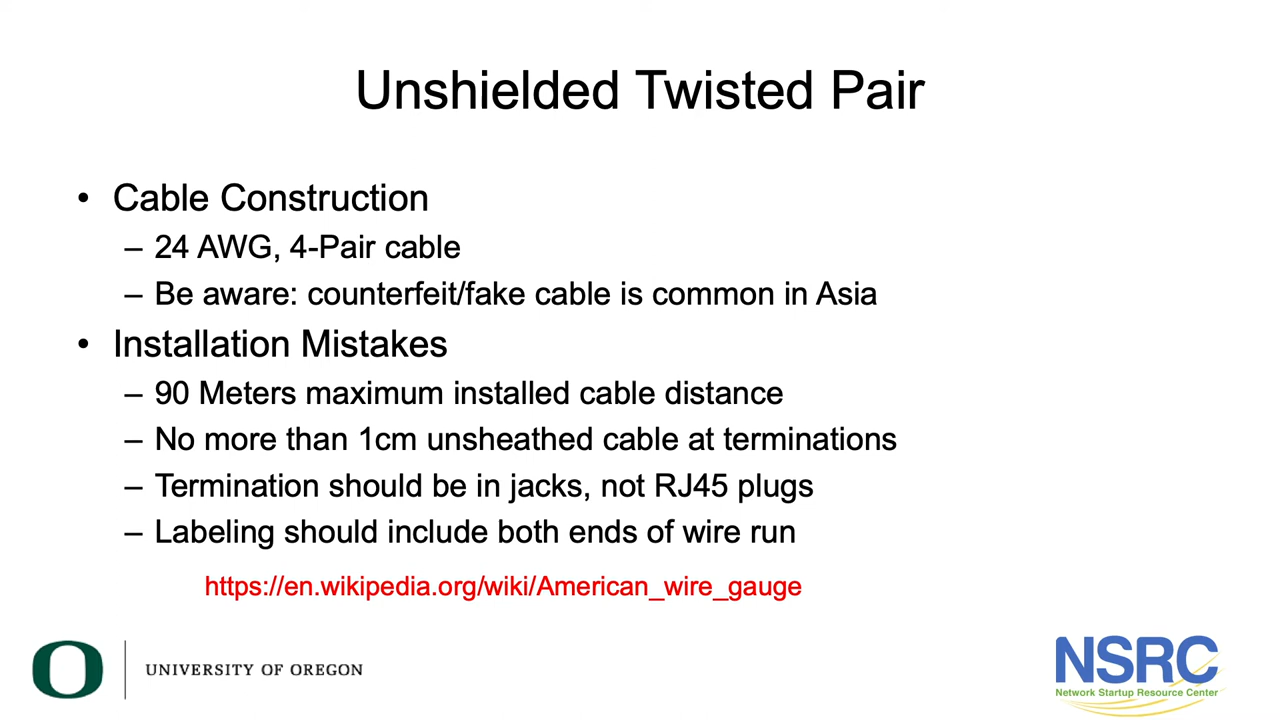 Unshielded Twisted Pair
• Cable Construction
– 24 AWG, 4-Pair cable
– Be aware: counterfeit/fake cable is common in Asia
• Installation Mistakes
– 90 Meters maximum installed cable distance
– No more than 1cm unsheathed cable at terminations
– Termination should be in jacks, not RJ45 plugs
– Labeling should include both ends of wire run
https://en.wikipedia.org/wiki/American_wire_gauge
O UNIVERSITY OF OREGON
NSRC
Network Startup Resource Center